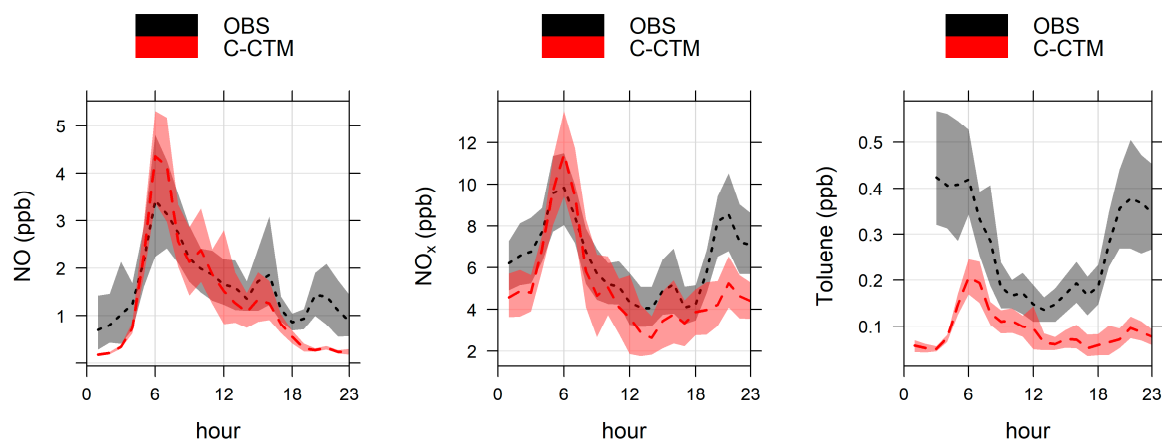 OBS
C-CTM
NO (ppb)
5
4
3
2
1
0 6 12 18 23
hour
OBS
C-CTM
NOx (ppb)
12
10
8
6
4
2
0 6 12 18 23
hour
OBS
C-CTM
Toluene (ppb)
0.5
0.4
0.3
0.2
0.1
0 6 12 18 23
hour